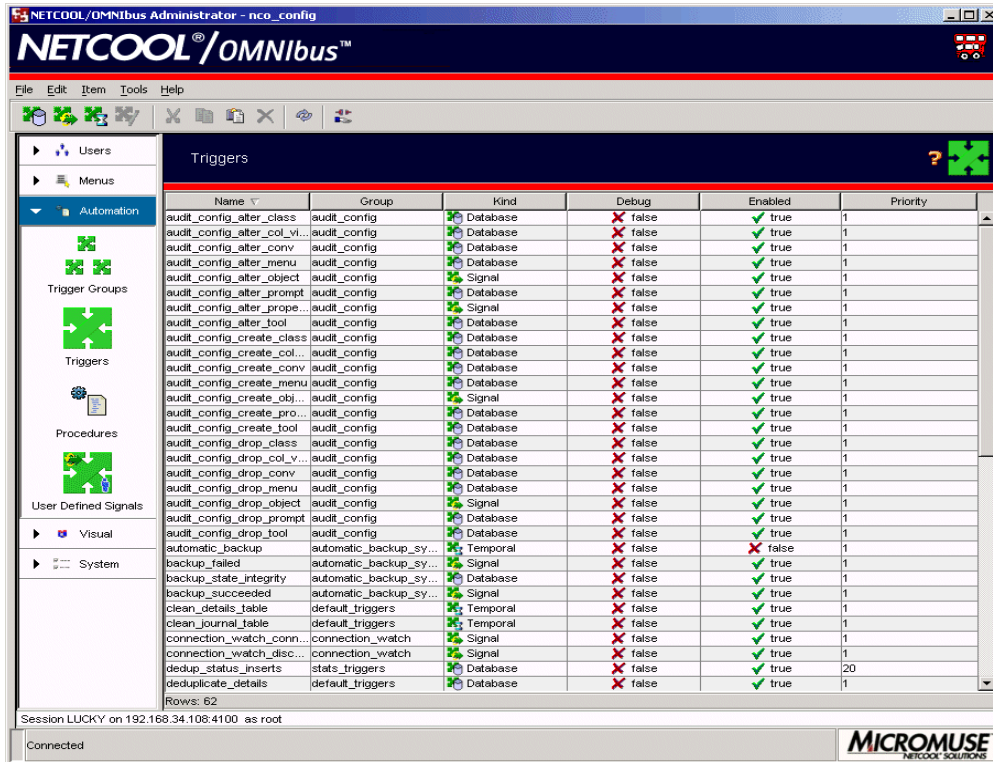 NETCOOL/OMNIbus Administrator - nco_config
NETCOOL®/OMNIbus™
File Edit Item Tools Help
Users
Menus
Automation
Trigger Groups
Triggers
Procedures
User Defined Signals
Visual
System
Triggers
?
Name Group Kind Debug Enabled Priority
audit_config_alter_class audit_config Database false true 1
audit_config_alter_col_vi... audit_config Database false true 1
audit_config_alter_conv audit_config Database false true 1
audit_config_alter_menu audit_config Database false true 1
audit_config_alter_object audit_config Signal false true 1
audit_config_alter_prompt audit_config Database false true 1
audit_config_alter_prope... audit_config Signal false true 1
audit_config_alter_tool audit_config Database false true 1
audit_config_create_class audit_config Database false true 1
audit_config_create_col... audit_config Database false true 1
audit_config_create_conv audit_config Database false true 1
audit_config_create_menu audit_config Database false true 1
audit_config_create_obj... audit_config Signal false true 1
audit_config_create_pro... audit_config Database false true 1
audit_config_create_tool audit_config Database false true 1
audit_config_drop_class audit_config Database false true 1
audit_config_drop_col_v... audit_config Database false true 1
audit_config_drop_conv audit_config Database false true 1
audit_config_drop_menu audit_config Database false true 1
audit_config_drop_object audit_config Signal false true 1
audit_config_drop_prompt audit_config Database false true 1
audit_config_drop_tool audit_config Database false true 1
automatic_backup automatic_backup_sy... Temporal false false 1
backup_failed automatic_backup_sy... Signal false true 1
backup_state_integrity automatic_backup_sy... Database false true 1
backup_succeeded automatic_backup_sy... Signal false true 1
clean_details_table default_triggers Temporal false true 1
clean_journal_table default_triggers Temporal false true 1
connection_watch_conn... connection_watch Signal false true 1
connection_watch_disc... connection_watch Signal false true 1
dedup_status_inserts stats_triggers Database false true 20
deduplicate_details default_triggers Database false true 1
Rows: 62
Session LUCKY on 192.168.34.108:4100 as root
Connected
MICROMUSE
NETCOOL SOLUTIONS